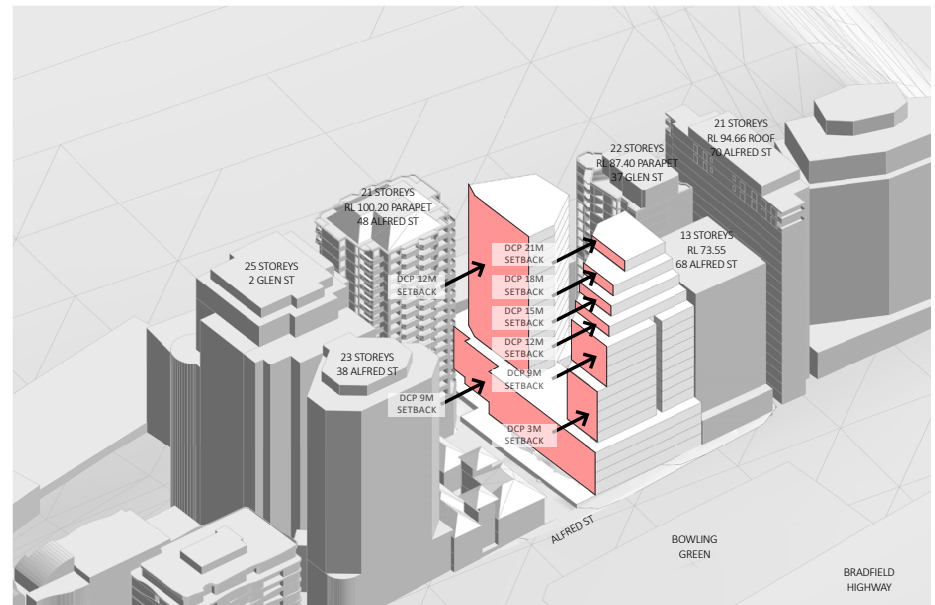 21 STOREYS
RL 94.66 ROOF
70 ALFRED ST
22 STOREYS
RL 87.40 PARAPET
37 GLEN ST
21 STOREYS
RL 100.20 PARAPET
48 ALFRED ST
13 STOREYS
RL 73.55
68 ALFRED ST
25 STOREYS
2 GLEN ST
23 STOREYS
38 ALFRED ST
DCP 12M
SETBACK
DCP 9M
SETBACK
DCP 21M
SETBACK
DCP 18M
SETBACK
DCP 15M
SETBACK
DCP 12M
SETBACK
DCP 9M
SETBACK
DCP 3M
SETBACK
ALFRED ST
BOWLING
GREEN
BRADFIELD
HIGHWAY